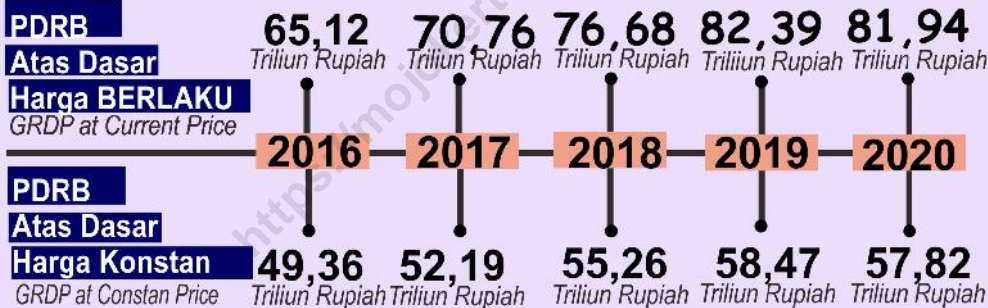 PDRB
Atas Dasar
Harga BERLAKU
GRDP at Current Price
65,12 70,76 76,68 82,39 81,94
Triliun Rupiah Triliun Rupiah Triliun Rupiah Triliiun Rupiah Triliun Rupiah
2016 2017 2018 2019 2020
PDRB
Atas Dasar
Harga Konstan
GRDP at Constan Price
49,36 52,19 55,26 58,47 57,82
Triliun Rupiah Triliun Rupiah Triliun Rupiah Triliun Rupiah Triliun Rupiah